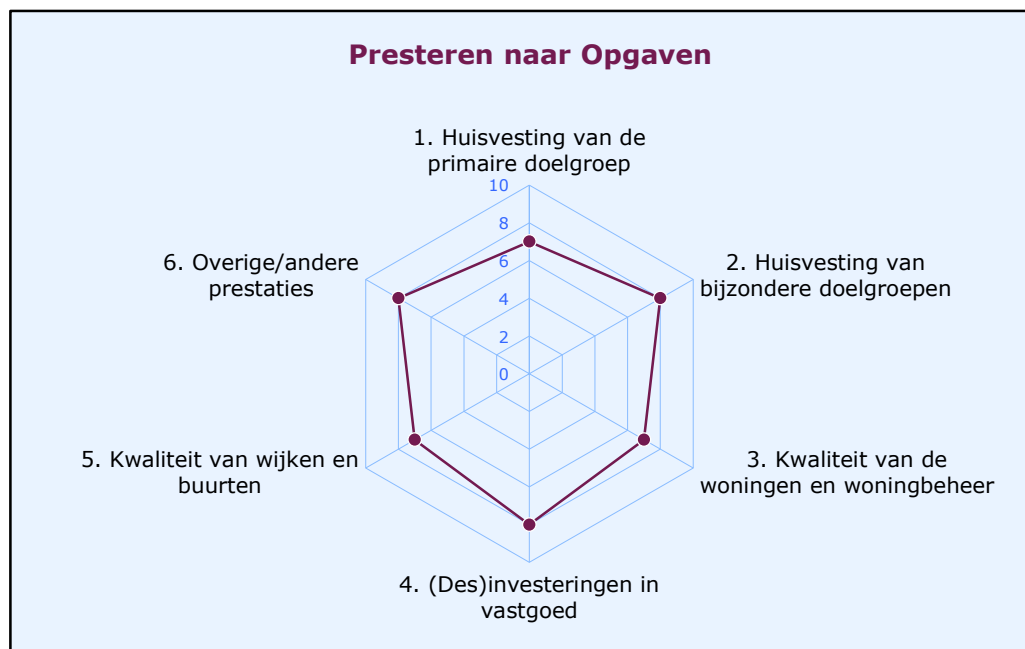 Presteren naar Opgaven
1. Huisvesting van de
primaire doelgroep
10
8
6
4
2
0
6. Overige/andere
prestaties
2. Huisvesting van
bijzondere doelgroepen
5. Kwaliteit van wijken en
buurten
3. Kwaliteit van de
woningen en woningbeheer
4. (Des)investeringen in
vastgoed